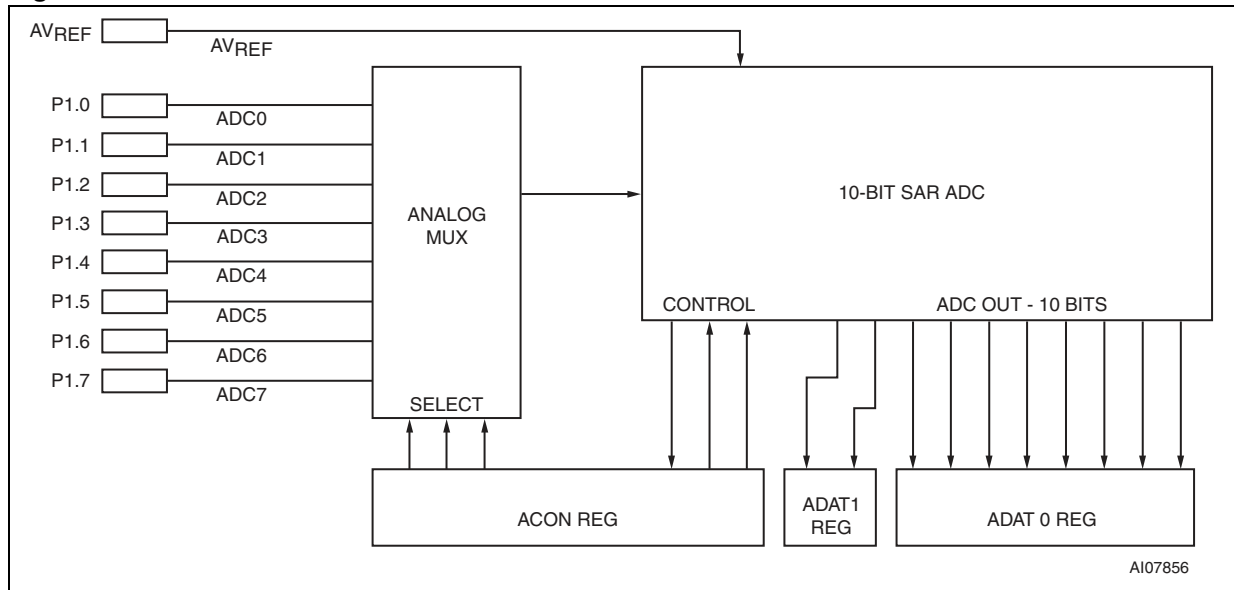 AVREF
AVREF
P1.0
ADC0
P1.1
ADC1
P1.2
ADC2
P1.3
ADC3
P1.4
ADC4
P1.5
ADC5
P1.6
ADC6
P1.7
ADC7
ANALOG
MUX
SELECT
10-BIT SAR ADC
CONTROL
ADC OUT - 10 BITS
ACON REG
ADAT1
REG
ADAT 0 REG
AI07856